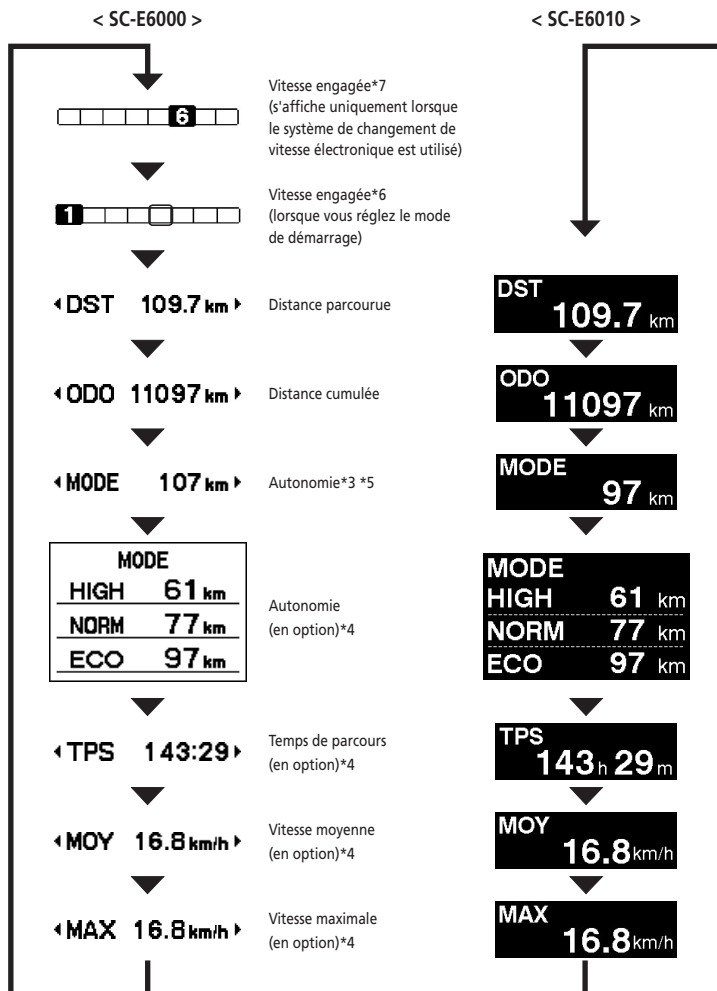 < SC-E6000 >
< SC-E6010 >
6
Vitesse engagée*7
(s'affiche uniquement lorsque
le système de changement de
vitesse électronique est utilisé)
1
Vitesse engagée*6
(lorsque vous réglez le mode
de démarrage)
DST 109.7 km
Distance parcourue
DST
109.7 km
ODO 11097 km
Distance cumulée
ODO
11097 km
MODE 107 km
Autonomie*3 *5
MODE
97 km
MODE
HIGH 61 km
NORM 77 km
ECO 97 km
Autonomie
(en option)*4
MODE
HIGH 61 km
NORM 77 km
ECO 97 km
TPS 143:29
Temps de parcours
(en option)*4
TPS
143 h 29 m
MOY 16.8 km/h
Vitesse moyenne
(en option)*4
MOY
16.8 km/h
MAX 16.8 km/h
Vitesse maximale
(en option)*4
MAX
16.8 km/h